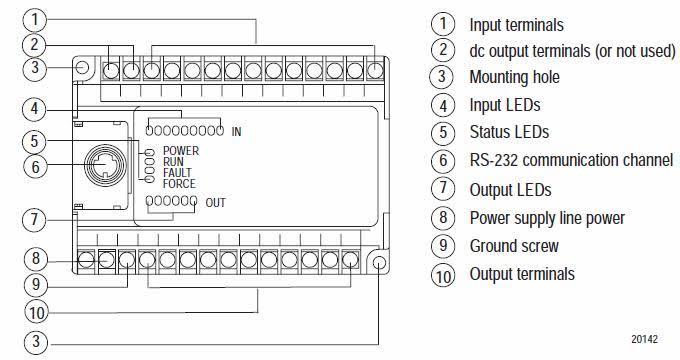 1 Input terminals
2 dc output terminals (or not used)
3 Mounting hole
4 Input LEDs
5 Status LEDs
6 RS-232 communication channel
7 Output LEDs
8 Power supply line power
9 Ground screw
10 Output terminals
1
2
3
4
IN
5
POWER
RUN
6
FAULT
FORCE
OUT
7
8
9
10
3
20142